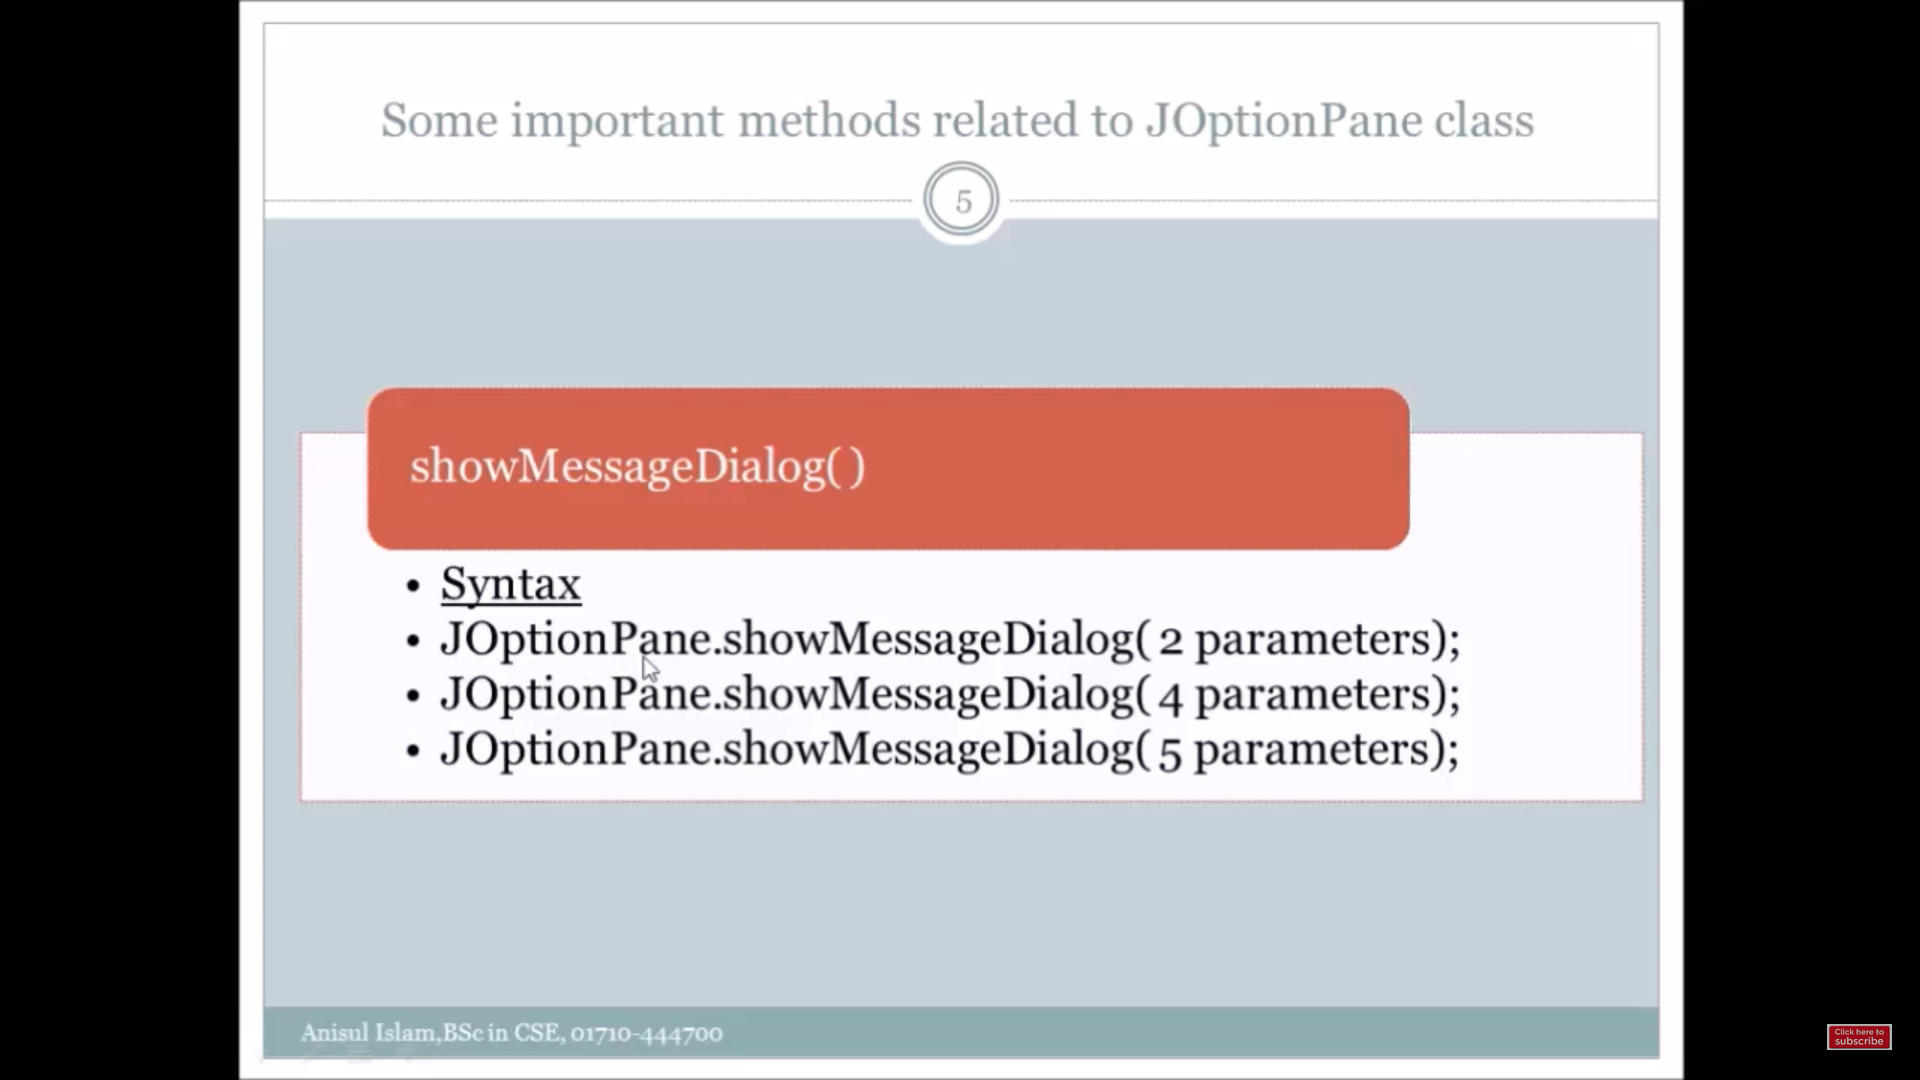 Some important methods related to JOptionPane class
5
showMessageDialog( )
• Syntax
• JOptionPane.showMessageDialog( 2 parameters);
• JOptionPane.showMessageDialog( 4 parameters);
• JOptionPane.showMessageDialog( 5 parameters);
Anisul Islam,BSc in CSE, 01710-444700
Click here to
subscribe